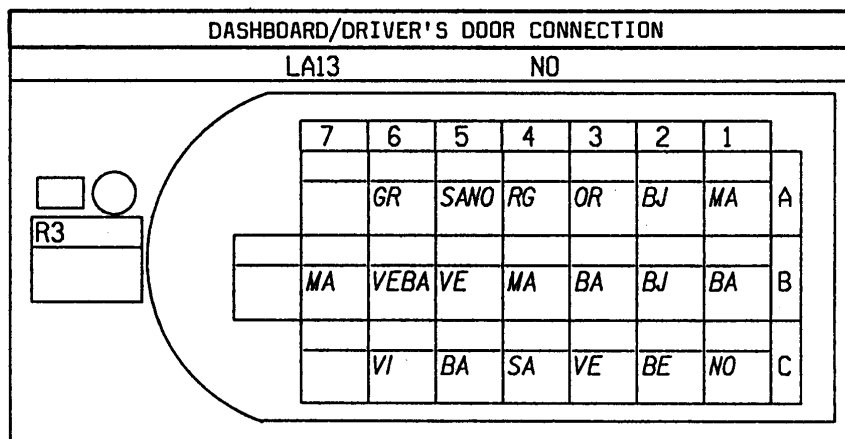 DASHBOARD/DRIVER'S DOOR CONNECTION
LA13 NO
7 6 5 4 3 2 1
GR SANO RG OR BJ MA A
R3
MA VEBA VE MA BA BJ BA B
VI BA SA VE BE NO C